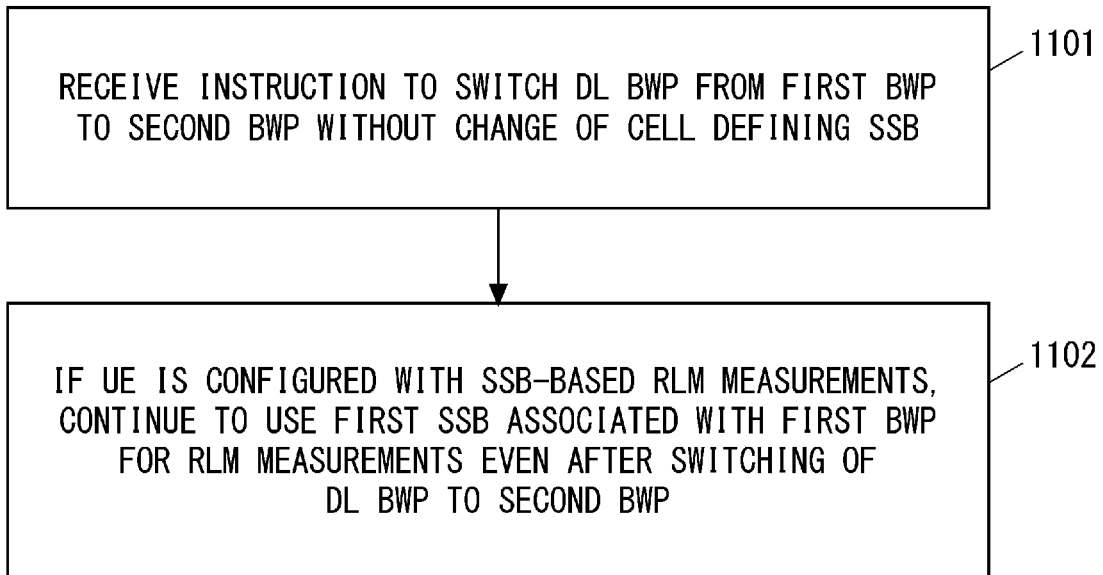 RECEIVE INSTRUCTION TO SWITCH DL BWP FROM FIRST BWP
TO SECOND BWP WITHOUT CHANGE OF CELL DEFINING SSB
1101
IF UE IS CONFIGURED WITH SSB-BASED RLM MEASUREMENTS,
CONTINUE TO USE FIRST SSB ASSOCIATED WITH FIRST BWP
FOR RLM MEASUREMENTS EVEN AFTER SWITCHING OF
DL BWP TO SECOND BWP
1102